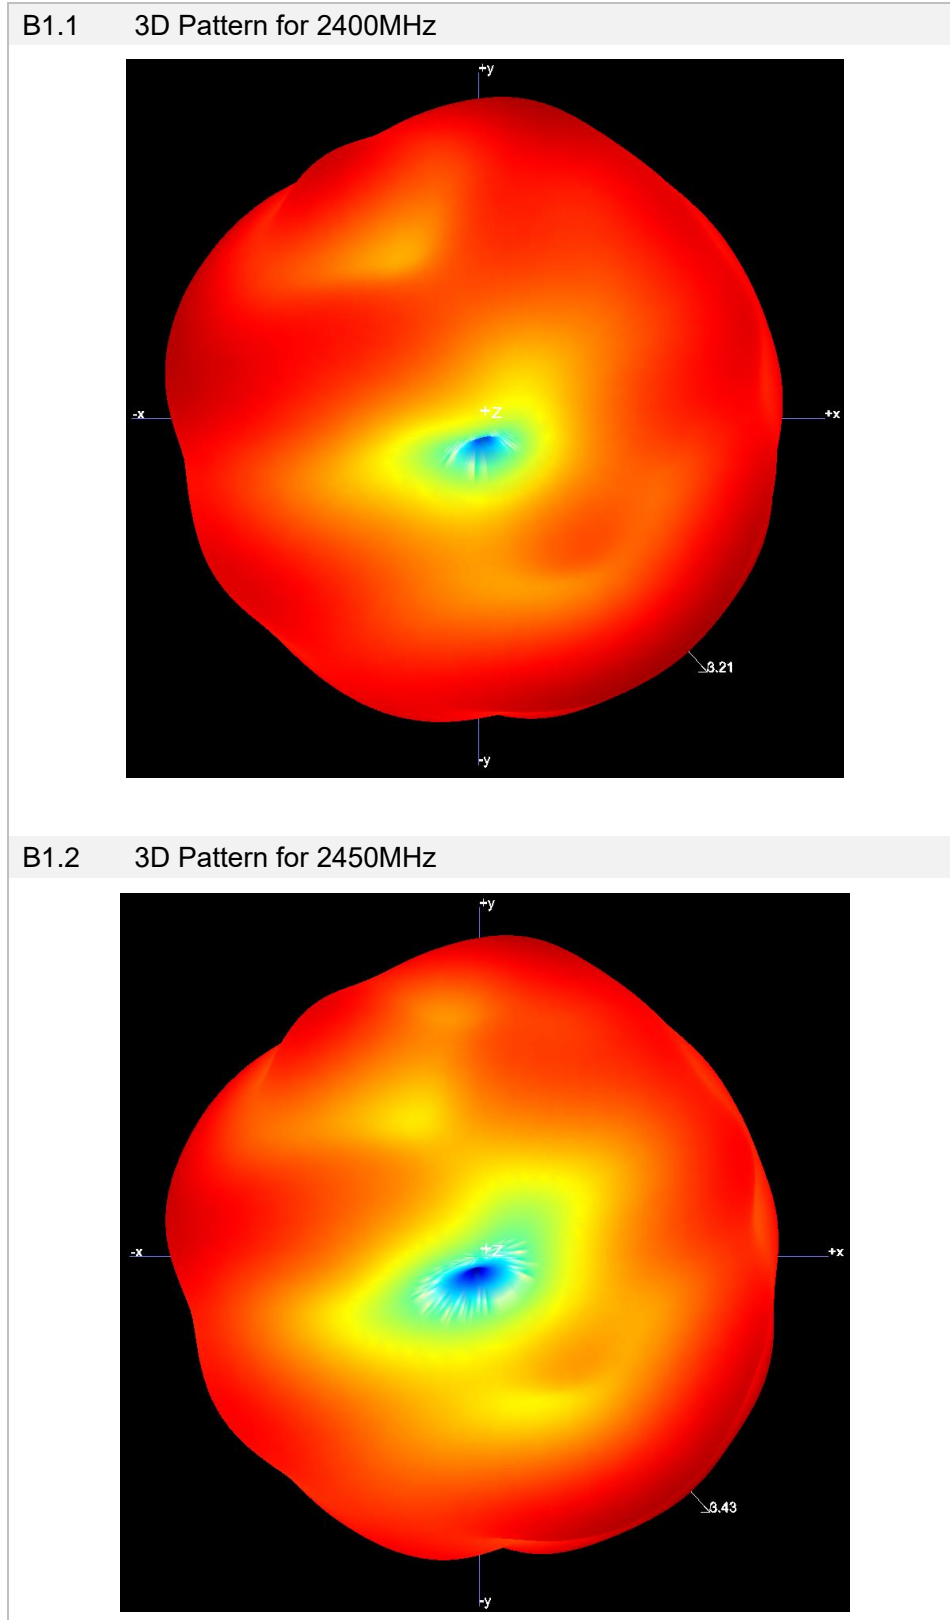 B1.1 3D Pattern for 2400MHz
+y
+z
-x
+x
3.21
-y
B1.2 3D Pattern for 2450MHz
+y
+z
-x
+x
3.43
-y